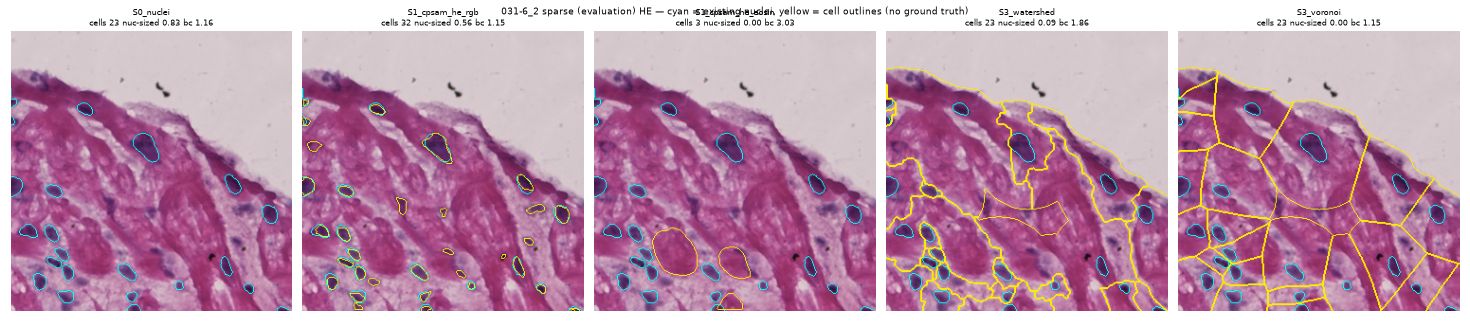 031-6_2 sparse (evaluation) HE — cyan = existing nuclei, yellow = cell outlines (no ground truth)
S0_nuclei
cells 23 nuc-sized 0.83 bc 1.16
S1_cpsam_he_rgb
cells 32 nuc-sized 0.56 bc 1.15
cells 3 nuc-sized 0.00 bc 3.03
S3_watershed
cells 23 nuc-sized 0.09 bc 1.86
S3_voronoi
cells 23 nuc-sized 0.00 bc 1.15